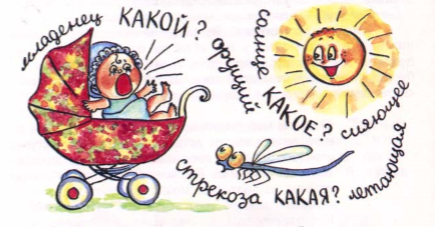 младенец КАКОЙ? орущий
солнце КАКОЕ? сияющее
стрекоза КАКАЯ? летающая